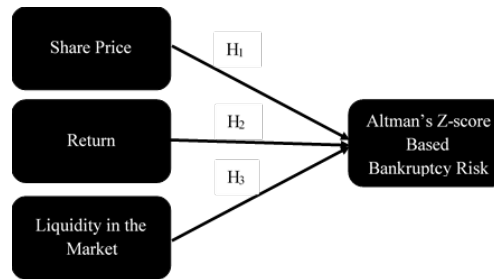 Share Price
H1
Return
H2
Altman's Z-score
Based
Bankruptcy Risk
H3
Liquidity in the
Market